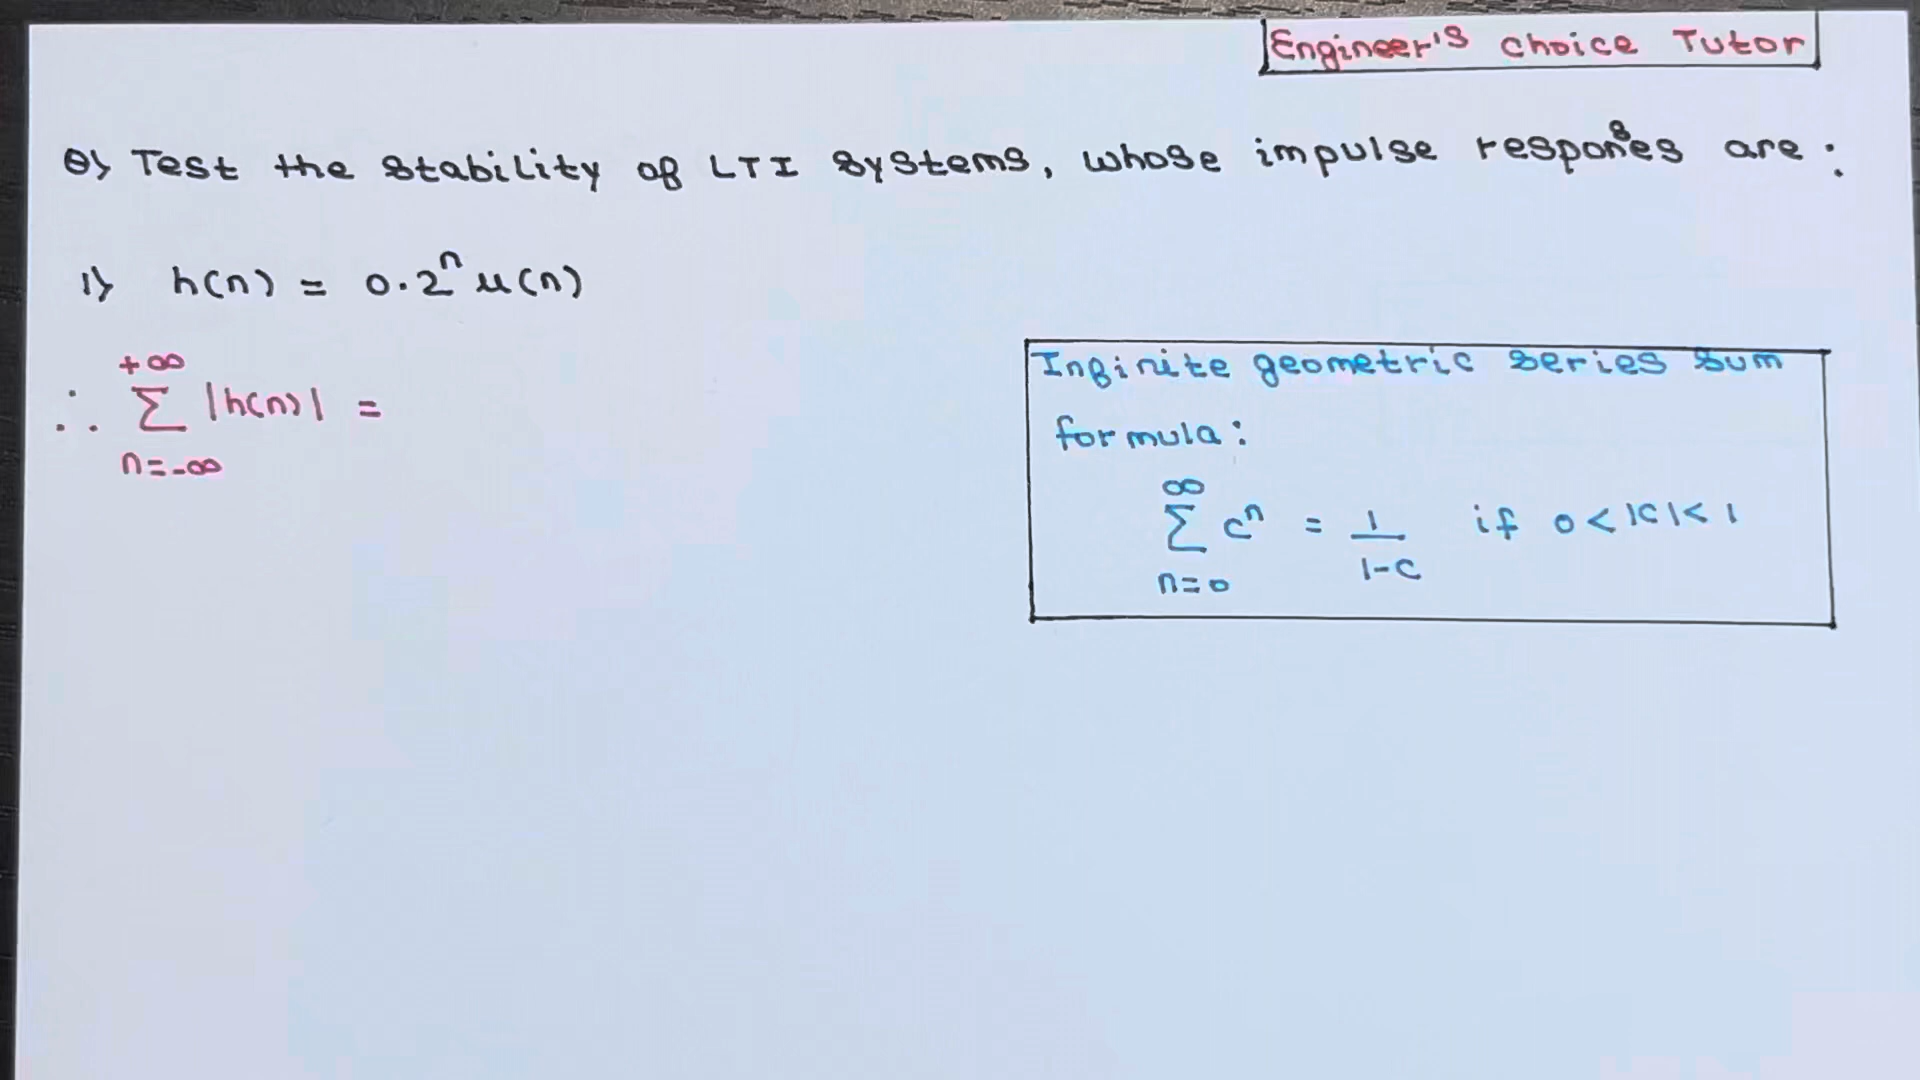 Engineer's choice Tutor
Q) Test the stability of LTI systems, whose impulse respones are :
1) h(n) = 0.2ⁿ u(n)
∴ +∞ Σ n=-∞ |h(n)| =
Infinite geometric series sum
formula:
∞ Σ n=0 cⁿ = 1/(1-c) if 0<|c|<1